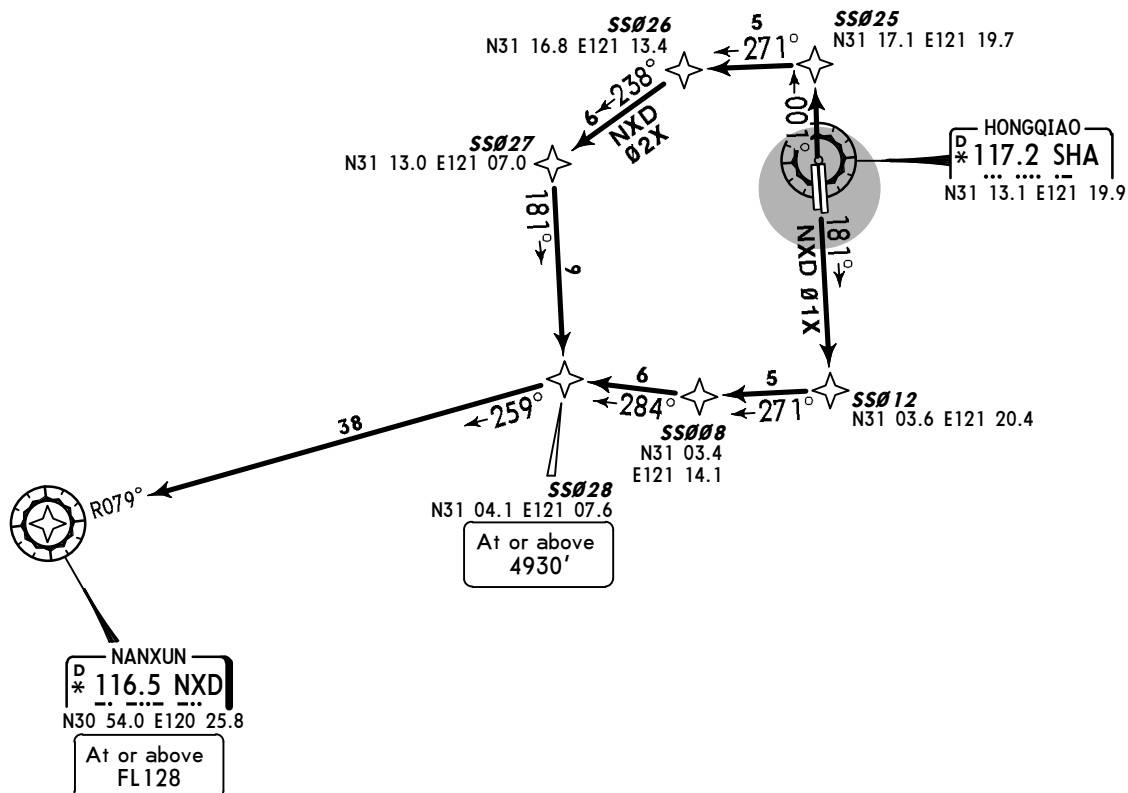 SSØ26
N31 16.8 E121 13.4
5
271°
SSØ25
N31 17.1 E121 19.7
001°
6
238°
NXD
Ø2X
SSØ27
N31 13.0 E121 07.0
HONGQIAO
D
* 117.2 SHA
N31 13.1 E121 19.9
181°
9
181°
NXD Ø1X
6
284°
5
271°
SSØ12
N31 03.6 E121 20.4
SSØØ8
N31 03.4
E121 14.1
259°
38
R079°
SSØ28
N31 04.1 E121 07.6
At or above
4930'
NANXUN
D
* 116.5 NXD
N30 54.0 E120 25.8
At or above
FL128